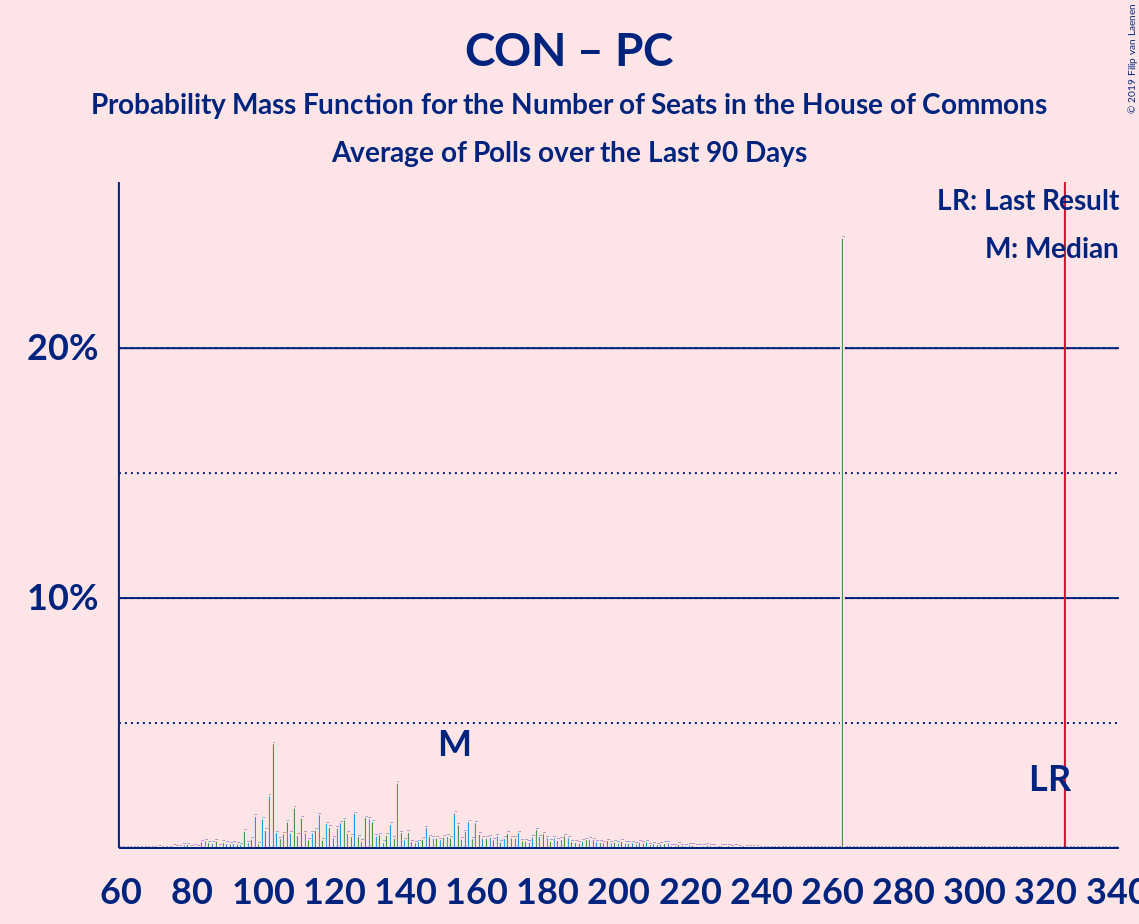 CON – PC
Probability Mass Function for the Number of Seats in the House of Commons
Average of Polls over the Last 90 Days
© 2019 Filip van Laenen
LR: Last Result
M: Median
20%
10%
M
LR
60 80 100 120 140 160 180 200 220 240 260 280 300 320 340